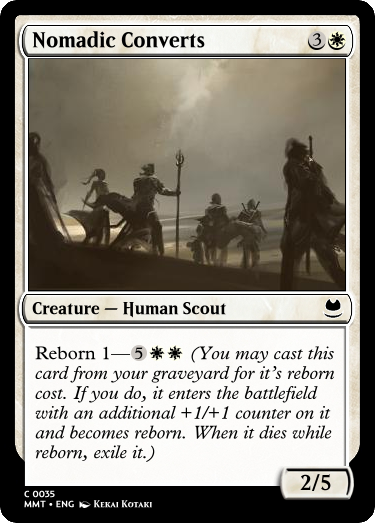 Nomadic Converts 3
Creature — Human Scout
Reborn 1—5 (You may cast this
card from your graveyard for it's reborn
cost. If you do, it enters the battlefield
with an additional +1/+1 counter on it
and becomes reborn. When it dies while
reborn, exile it.)
2/5
C 0035
MMT • ENG Kekai Kotaki